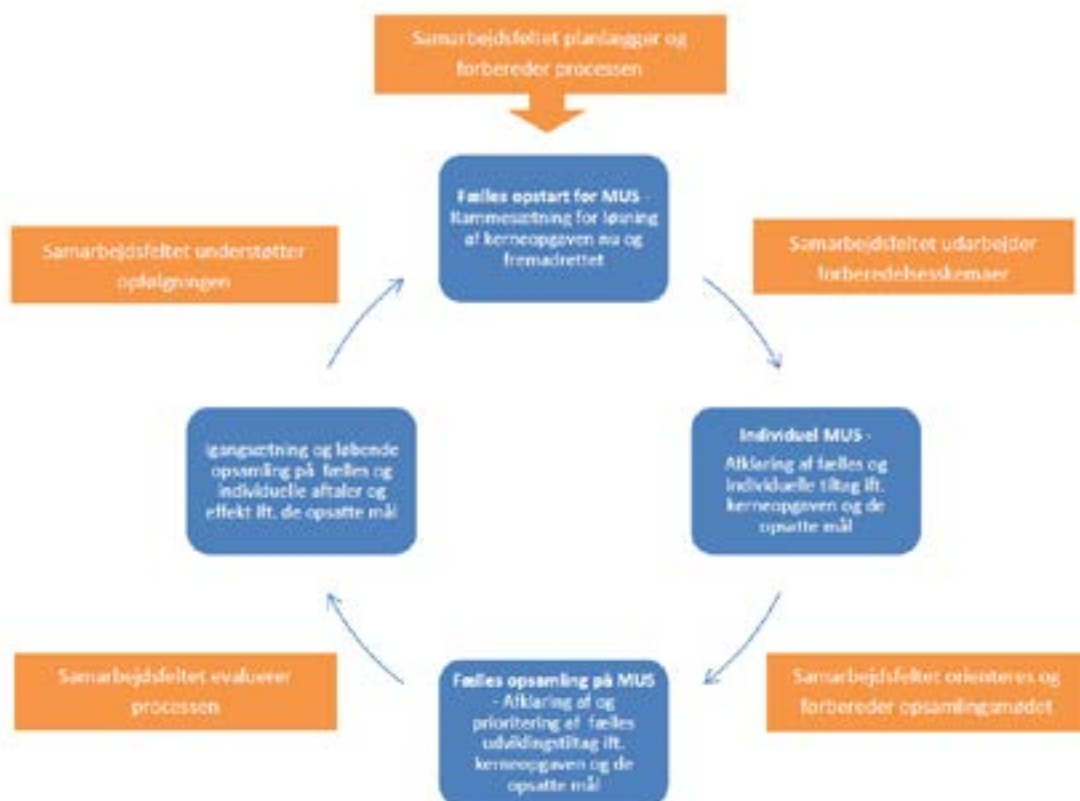 Samarbejdsfeltet planlægger og
forbereder processen
Fælles opstart for MUS -
Rammesætning for løsning
af kerneopgaven nu og
fremadrettet
Samarbejdsfeltet understøtter
opfølgningen
Samarbejdsfeltet udarbejder
forberedelsesskemaer
Igangsætning og løbende
opsamling på fælles og
individuelle aftaler og
effekt ift. de opsatte mål
Individuel MUS -
Afklaring af fælles og
individuelle tiltag ift.
kerneopgaven og de
opsatte mål
Samarbejdsfeltet evaluerer
processen
Fælles opsamling på MUS
- Afklaring af og
prioritering af fælles
udviklingstiltag ift.
kerneopgaven og de
opsatte mål
Samarbejdsfeltet orienteres og
forbereder opsamlingsmødet